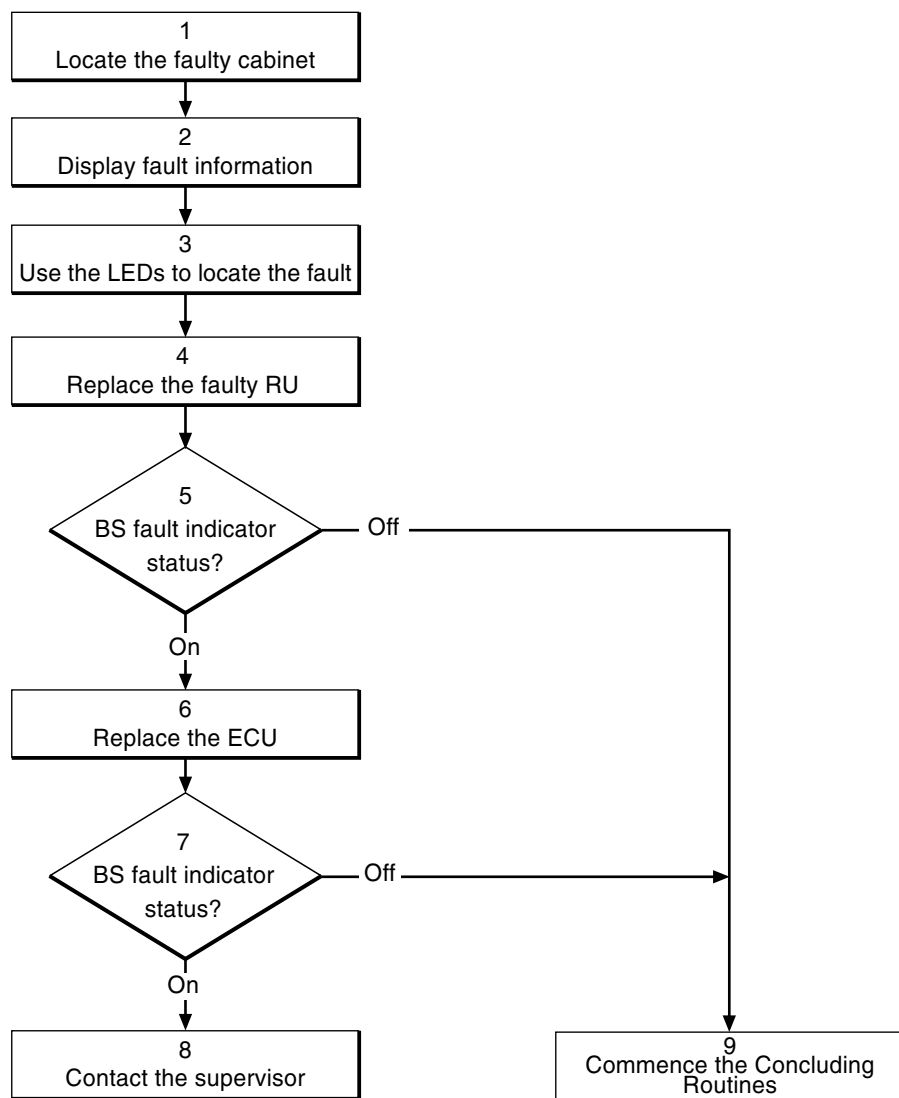 1
Locate the faulty cabinet
2
Display fault information
3
Use the LEDs to locate the fault
4
Replace the faulty RU
5
BS fault indicator
status?
Off
On
6
Replace the ECU
7
BS fault indicator
status?
Off
On
8
Contact the supervisor
9
Commence the Concluding
Routines